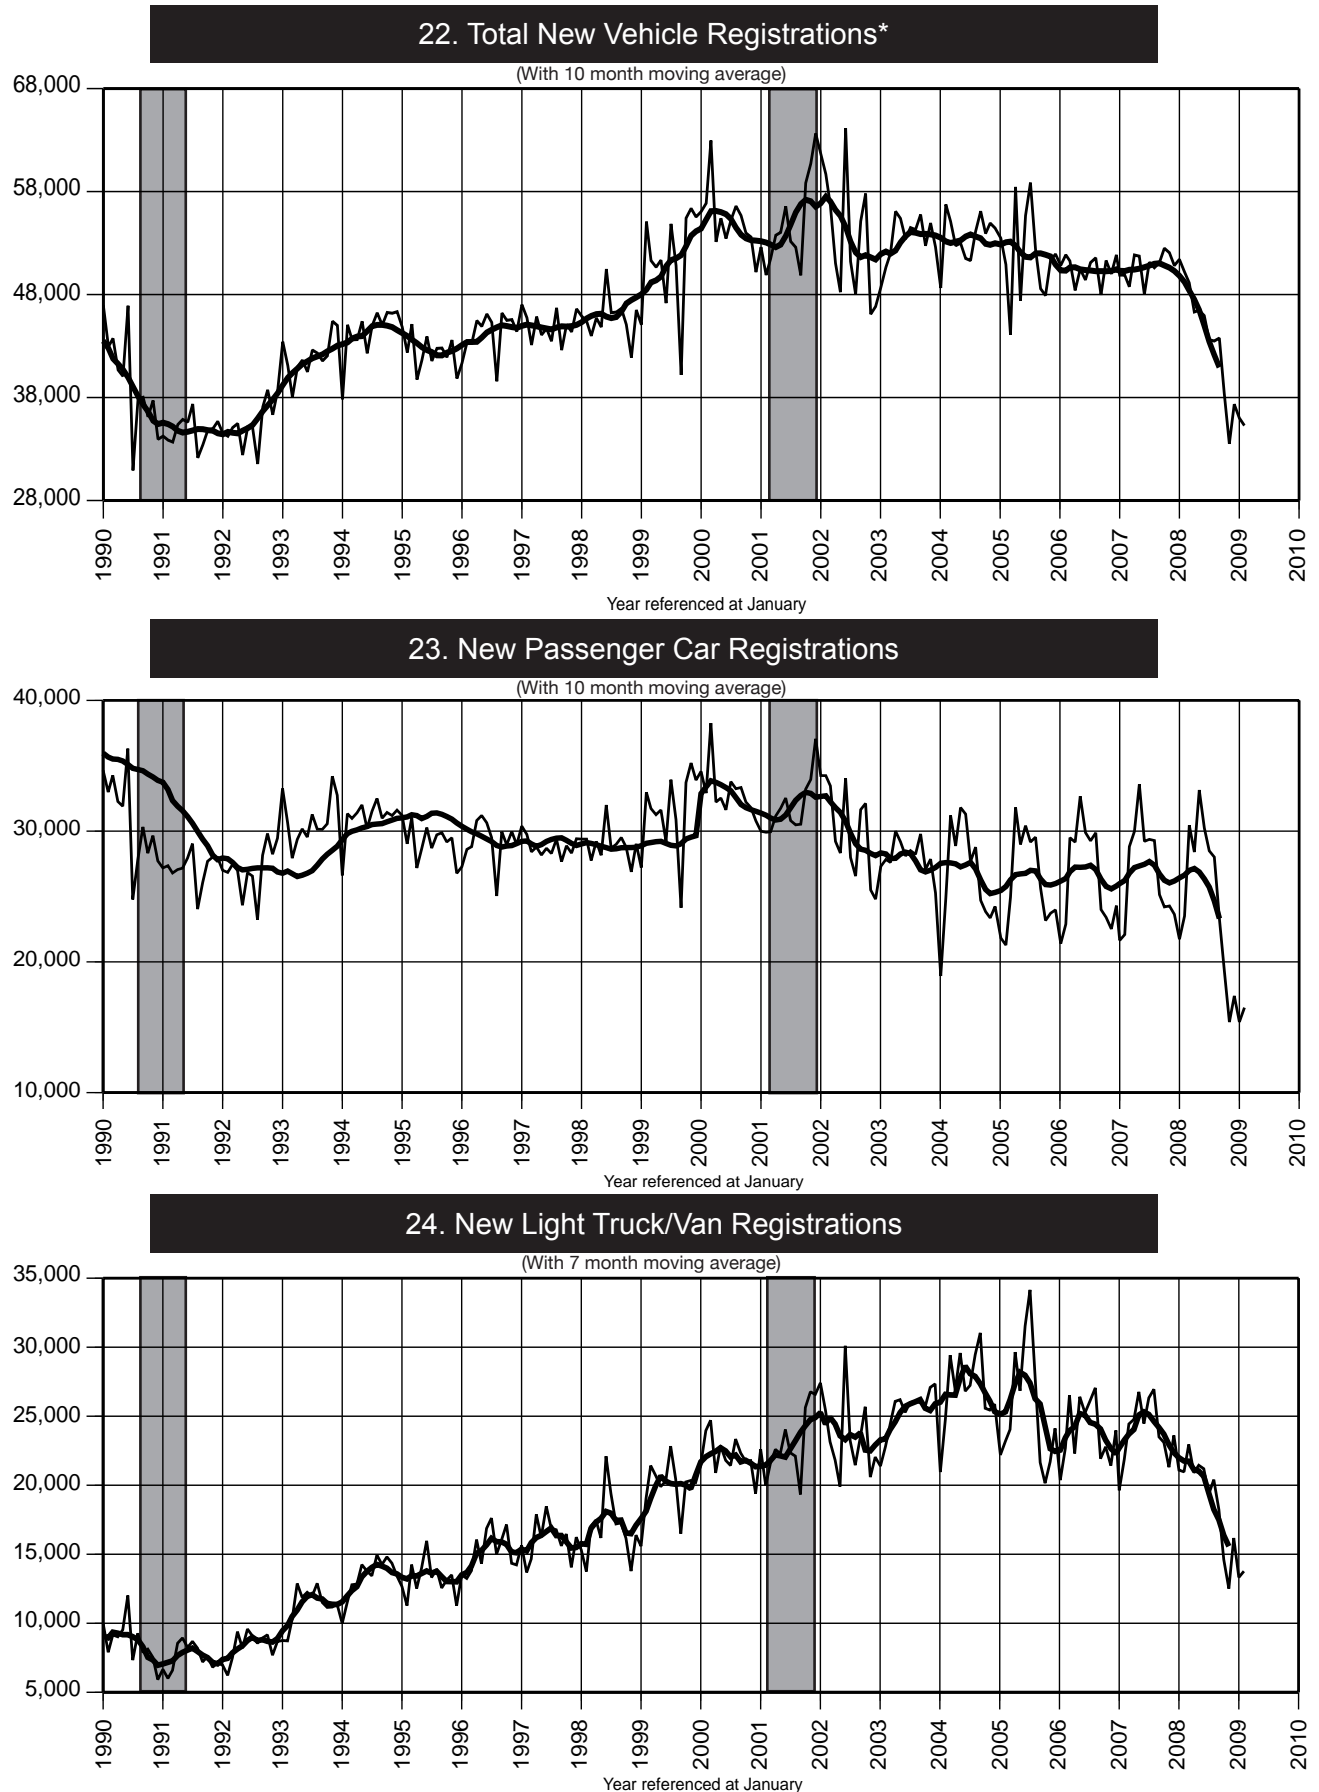 22. Total New Vehicle Registrations*
(With 10 month moving average)
68,000
58,000
48,000
38,000
28,000
1990 1991 1992 1993 1994 1995 1996 1997 1998 1999 2000 2001 2002 2003 2004 2005 2006 2007 2008 2009 2010
Year referenced at January
23. New Passenger Car Registrations
(With 10 month moving average)
40,000
30,000
20,000
10,000
1990 1991 1992 1993 1994 1995 1996 1997 1998 1999 2000 2001 2002 2003 2004 2005 2006 2007 2008 2009 2010
Year referenced at January
24. New Light Truck/Van Registrations
(With 7 month moving average)
35,000
30,000
25,000
20,000
15,000
10,000
5,000
1990 1991 1992 1993 1994 1995 1996 1997 1998 1999 2000 2001 2002 2003 2004 2005 2006 2007 2008 2009 2010
Year referenced at January